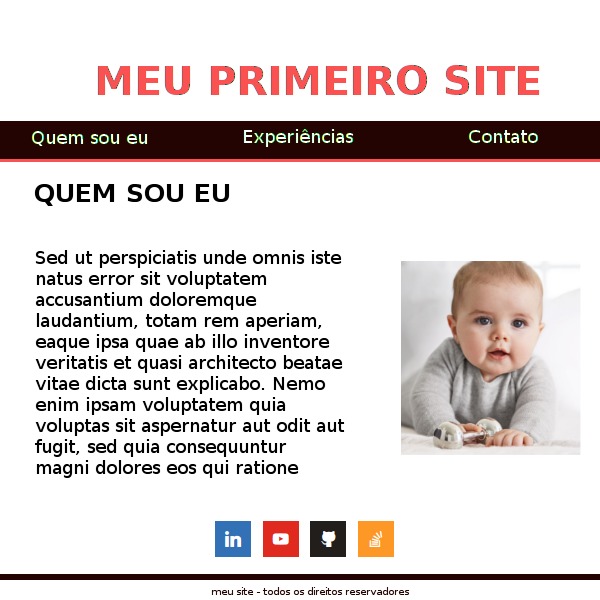 MEU PRIMEIRO SITE
Quem sou eu Experiências Contato
QUEM SOU EU
Sed ut perspiciatis unde omnis iste
natus error sit voluptatem
accusantium doloremque
laudantium, totam rem aperiam,
eaque ipsa quae ab illo inventore
veritatis et quasi architecto beatae
vitae dicta sunt explicabo. Nemo
enim ipsam voluptatem quia
voluptas sit aspernatur aut odit aut
fugit, sed quia consequuntur
magni dolores eos qui ratione
in
meu site - todos os direitos reservadores